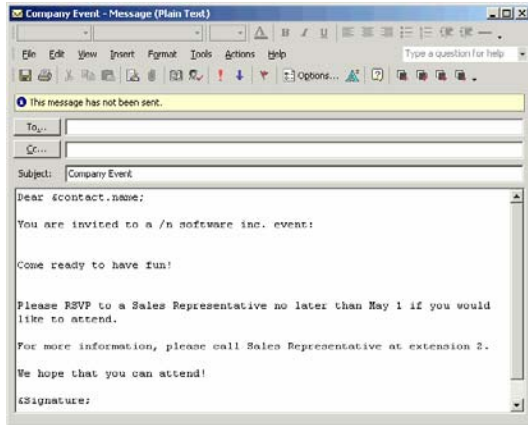 Company Event - Message (Plain Text)
A B I U
File Edit View Insert Format Tools Actions Help Type a question for help
Options...
This message has not been sent.
To...
Cc...
Subject: Company Event
Dear &contact.name;
You are invited to a /n software inc. event:
Come ready to have fun!
Please RSVP to a Sales Representative no later than May 1 if you would
like to attend.
For more information, please call Sales Representative at extension 2.
We hope that you can attend!
&Signature;